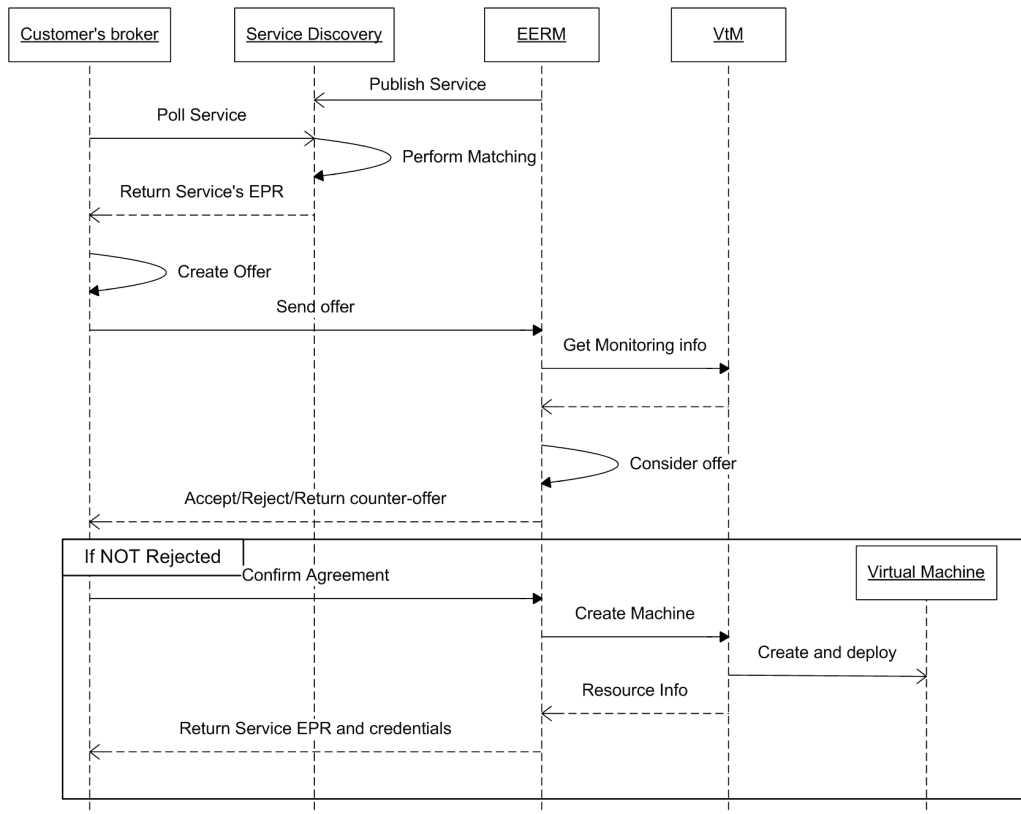 Customer's broker
Service Discovery
EERM
VtM
Publish Service
Poll Service
Perform Matching
Return Service's EPR
Create Offer
Send offer
Get Monitoring info
Consider offer
Accept/Reject/Return counter-offer
If NOT Rejected
Virtual Machine
Confirm Agreement
Create Machine
Create and deploy
Resource Info
Return Service EPR and credentials